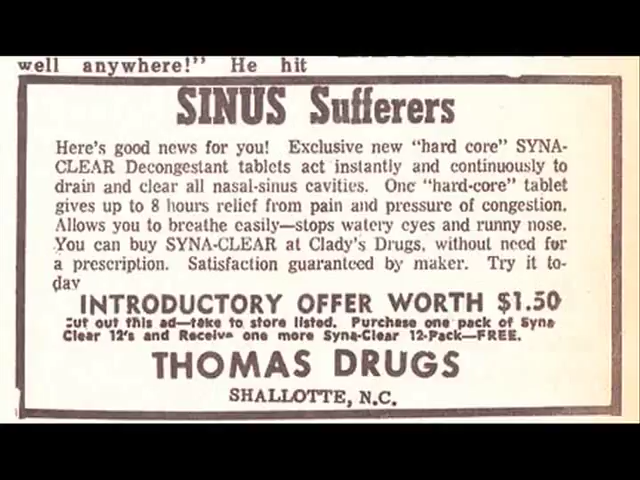 well anywhere!" He hit
SINUS Sufferers
Here's good news for you! Exclusive new "hard core" SYNA-
CLEAR Decongestant tablets act instantly and continuously to
drain and clear all nasal-sinus cavities. One "hard-core" tablet
gives up to 8 hours relief from pain and pressure of congestion.
Allows you to breathe easily—stops watery eyes and runny nose.
You can buy SYNA-CLEAR at Clady's Drugs, without need for
a prescription. Satisfaction guaranteed by maker. Try it to-
day
INTRODUCTORY OFFER WORTH $1.50
Cut out this ad—take to store listed. Purchase one pack of Syna
Clear 12's and Receive one more Syna-Clear 12-Pack—FREE.
THOMAS DRUGS
SHALLOTTE, N.C.